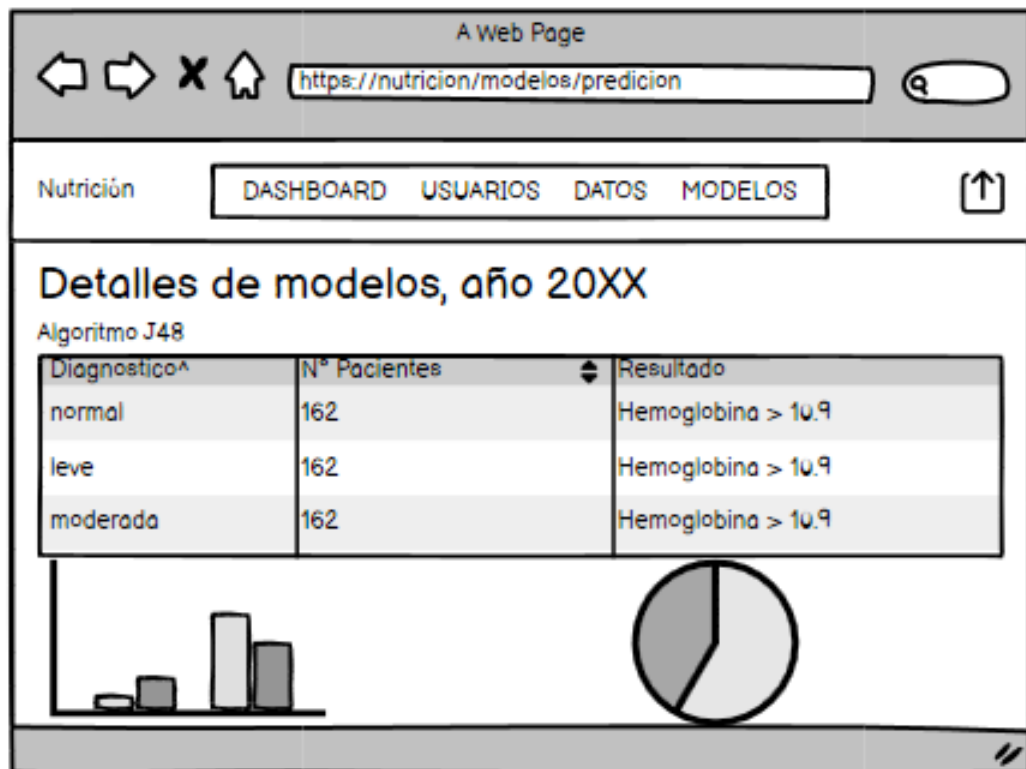 A Web Page
https://nutricion/modelos/predicion
Nutrición DASHBOARD USUARIOS DATOS MODELOS
Detalles de modelos, año 20XX
Algoritmo J48
Diagnostico^ N° Pacientes Resultado
normal 162 Hemoglobina > 10.9
leve 162 Hemoglobina > 10.9
moderada 162 Hemoglobina > 10.9